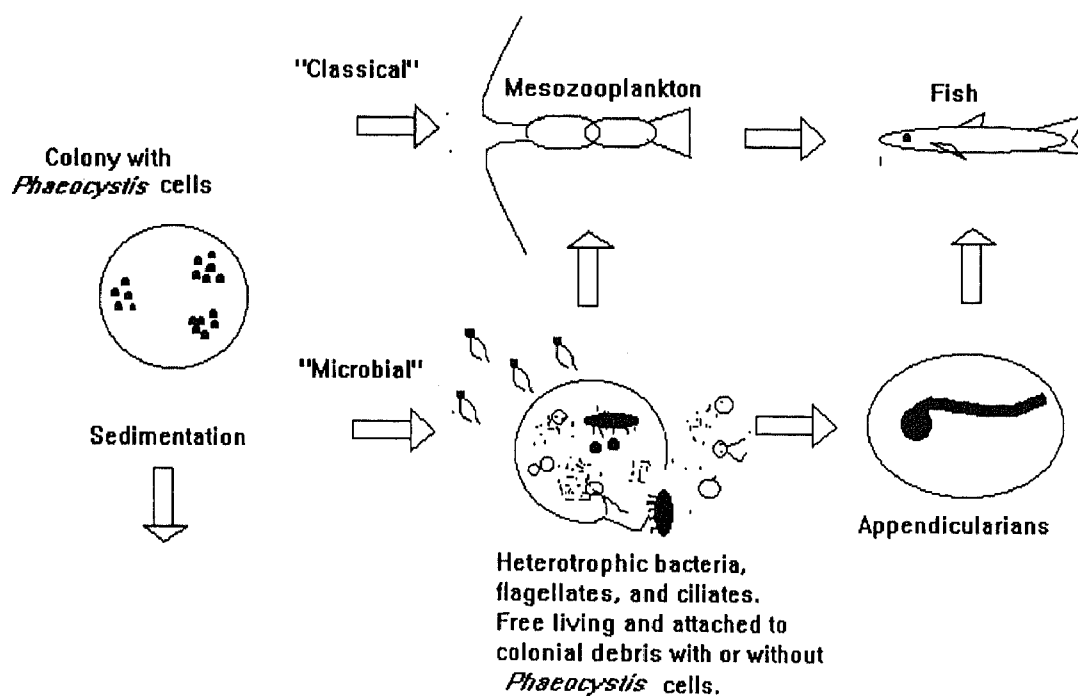 "Classical"
Mesozooplankton
Fish
Colony with
Phaeocystis cells
"Microbial"
Sedimentation
Appendicularians
Heterotrophic bacteria,
flagellates, and ciliates.
Free living and attached to
colonial debris with or without
Phaeocystis cells.